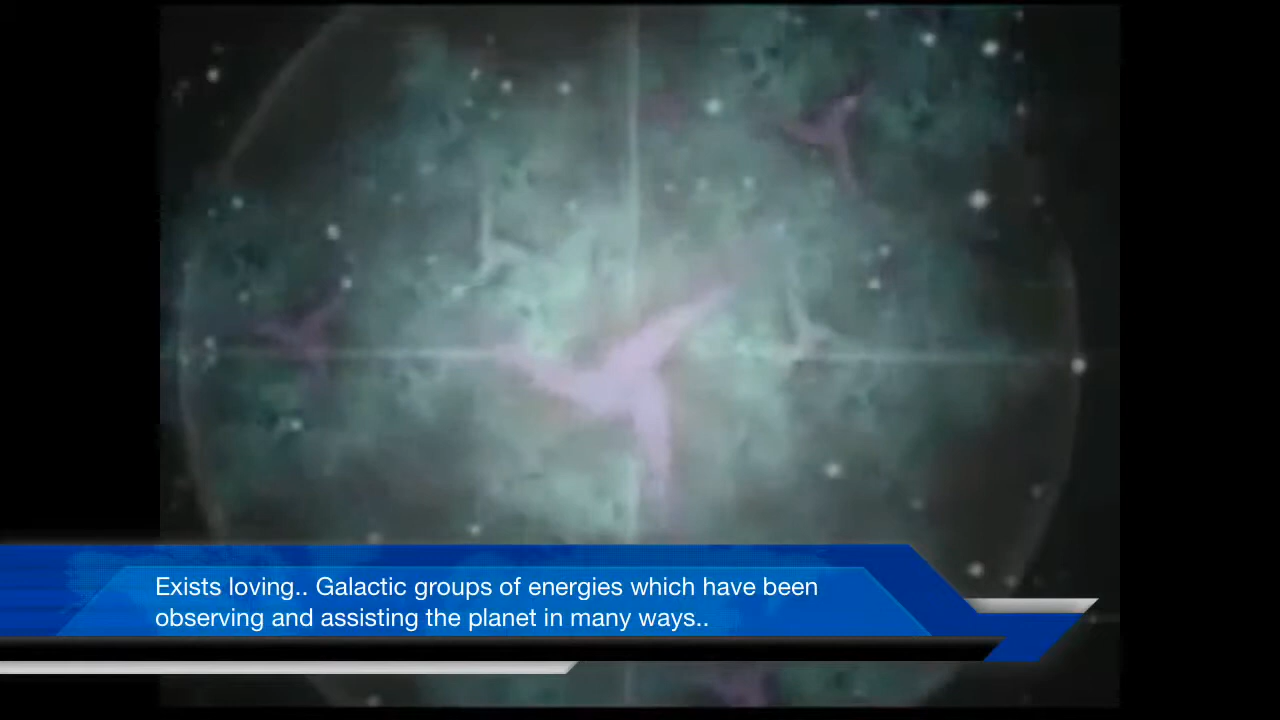 Exists loving.. Galactic groups of energies which have been
observing and assisting the planet in many ways..